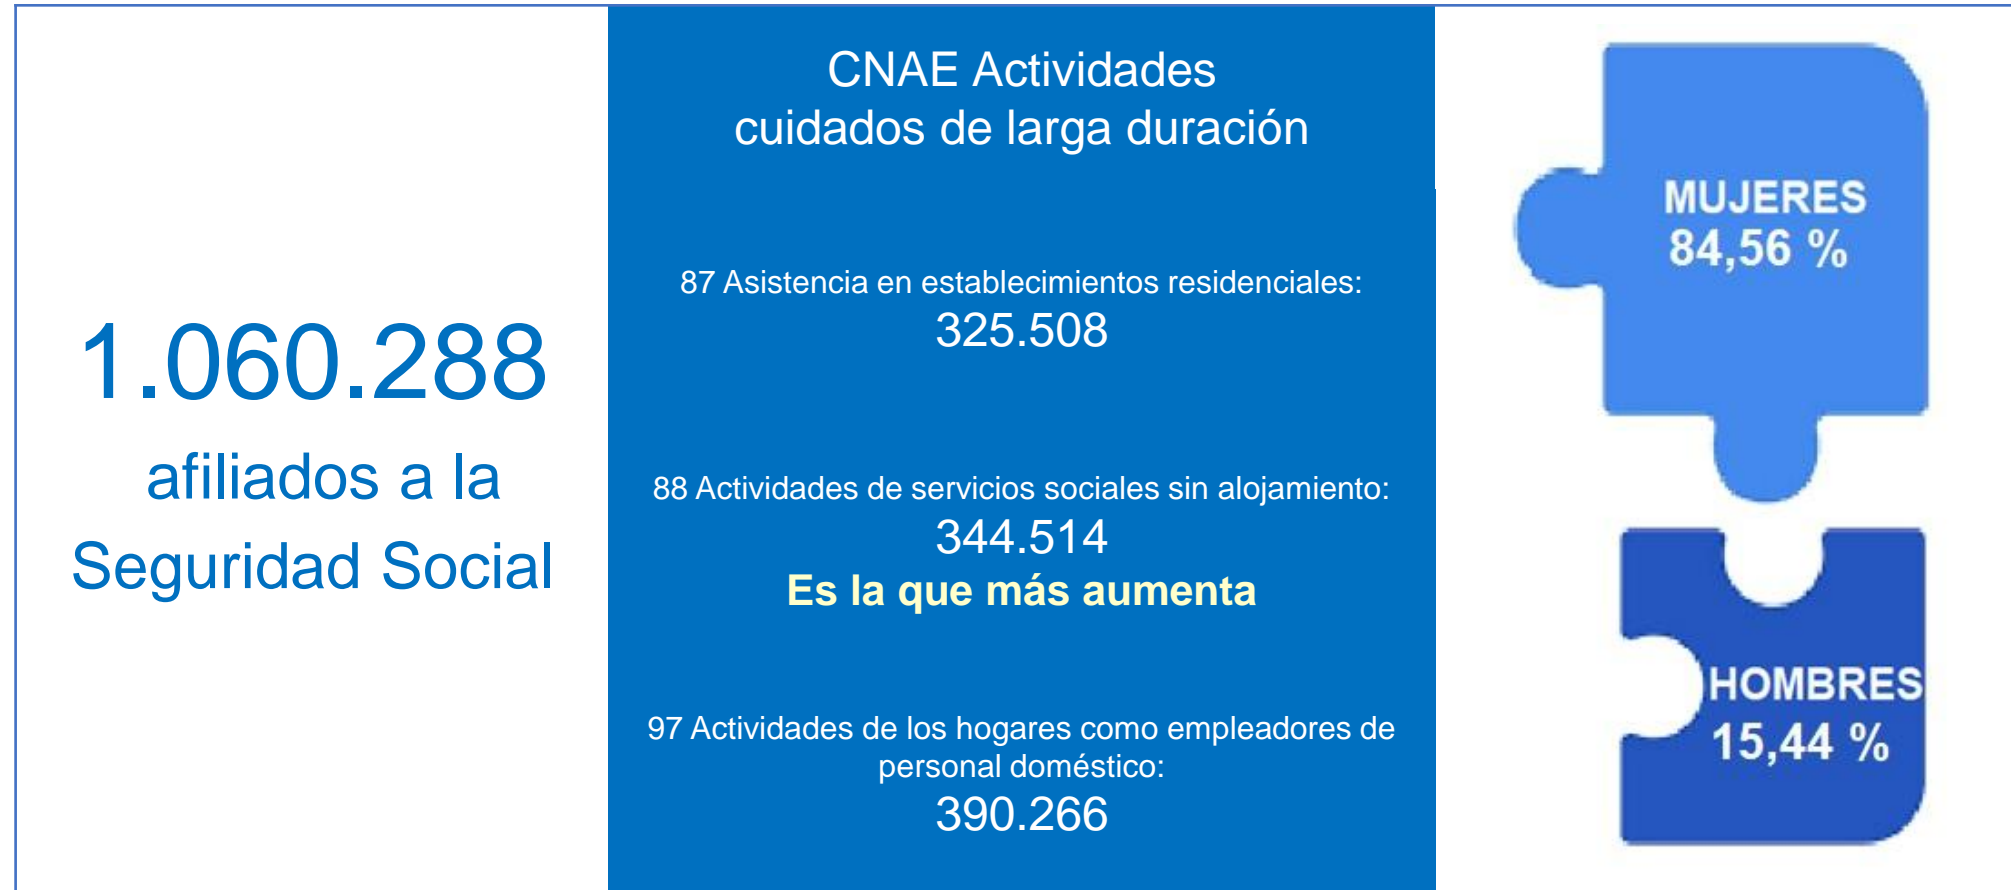 1.060.288
afiliados a la
Seguridad Social
CNAE Actividades
cuidados de larga duración
87 Asistencia en establecimientos residenciales:
325.508
88 Actividades de servicios sociales sin alojamiento:
344.514
Es la que más aumenta
97 Actividades de los hogares como empleadores de
personal doméstico:
390.266
MUJERES
84,56 %
HOMBRES
15,44 %